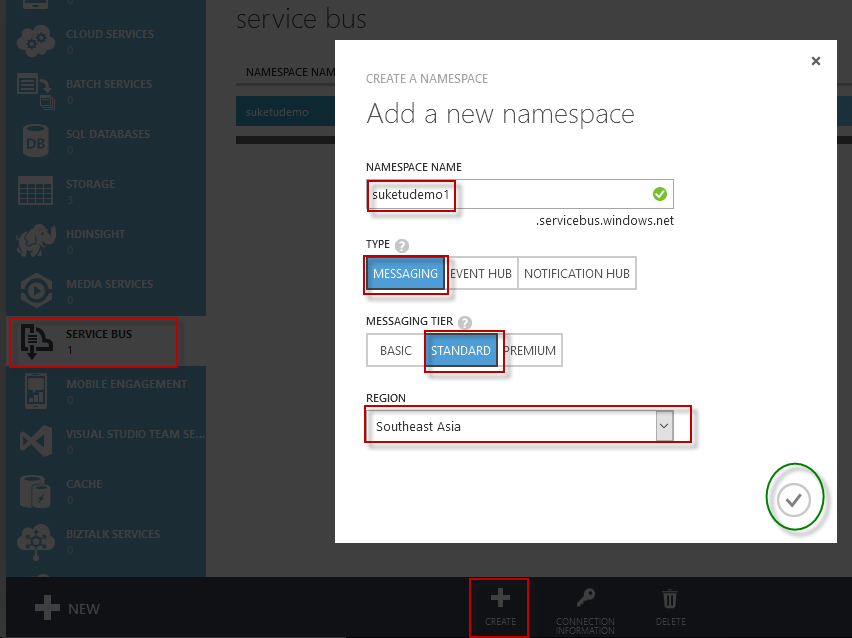 0
CLOUD SERVICES
0
BATCH SERVICES
0
SQL DATABASES
0
DB
STORAGE
3
HDINSIGHT
0
MEDIA SERVICES
0
SERVICE BUS
1
MOBILE ENGAGEMENT
0
VISUAL STUDIO TEAM SE...
0
CACHE
0
BIZTALK SERVICES
0
service bus
NAMESPACE NAM
suketudemo
CREATE A NAMESPACE
Add a new namespace
NAMESPACE NAME
suketudemo1
.servicebus.windows.net
TYPE ?
MESSAGING EVENT HUB NOTIFICATION HUB
MESSAGING TIER ?
BASIC STANDARD PREMIUM
REGION
Southeast Asia
NEW
CREATE
CONNECTION
INFORMATION
DELETE